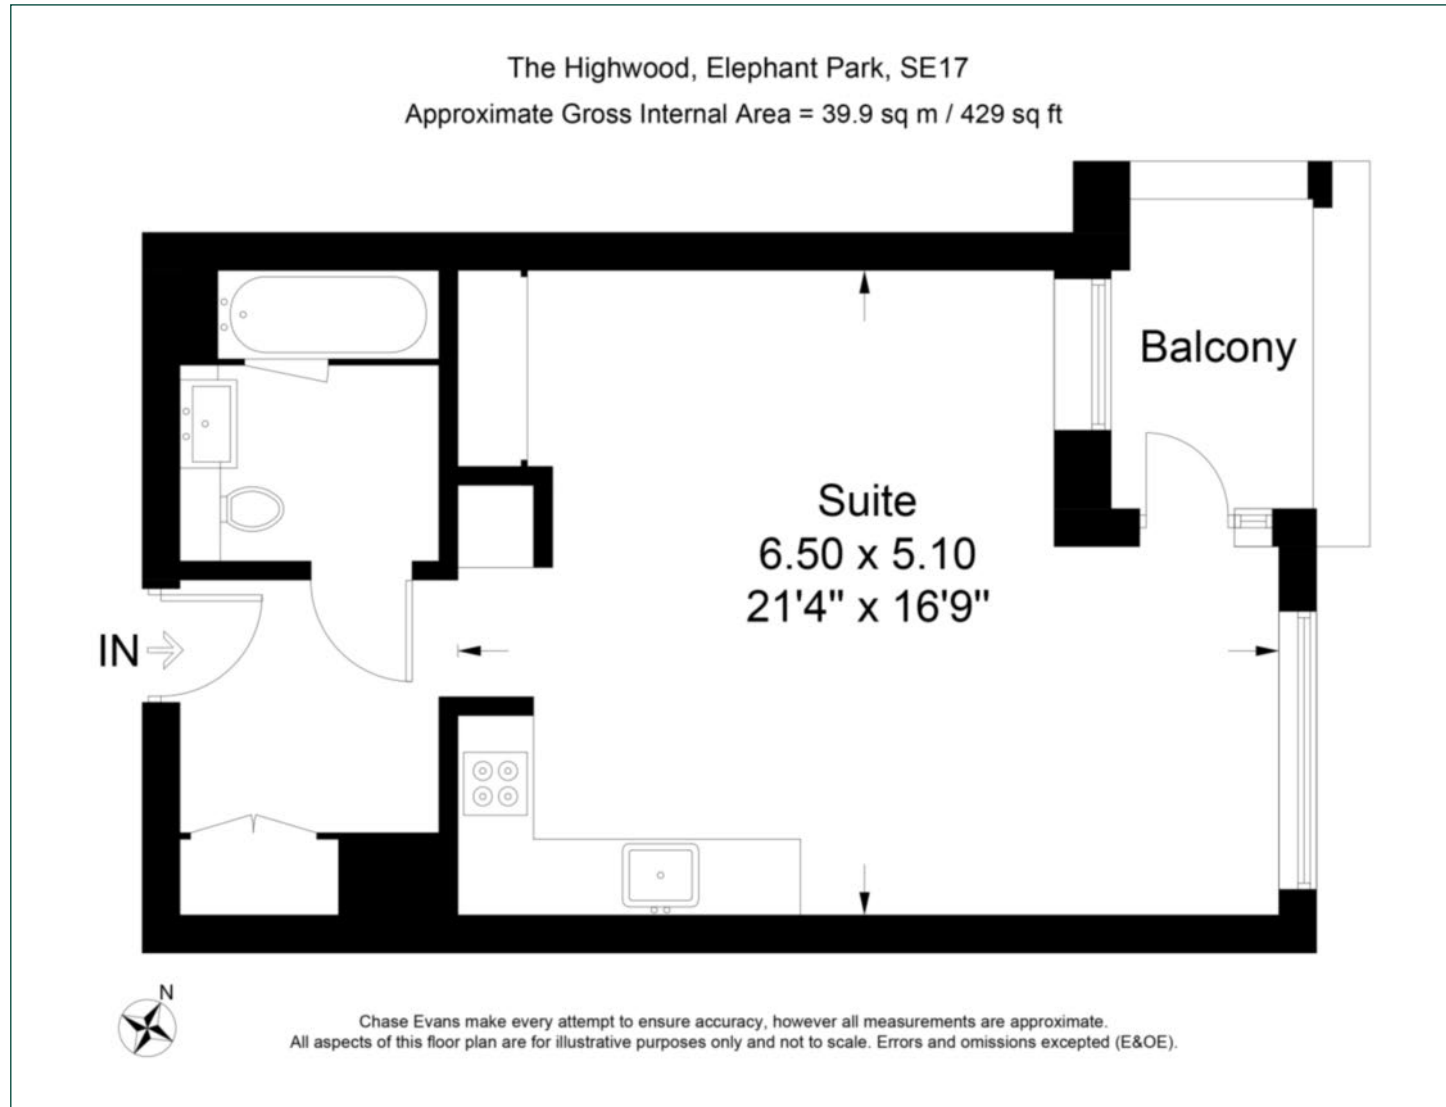 The Highwood, Elephant Park, SE17
Approximate Gross Internal Area = 39.9 sq m / 429 sq ft
Balcony
Suite
6.50 x 5.10
21'4" x 16'9"
IN
N
Chase Evans make every attempt to ensure accuracy, however all measurements are approximate.
All aspects of this floor plan are for illustrative purposes only and not to scale. Errors and omissions excepted (E&OE).